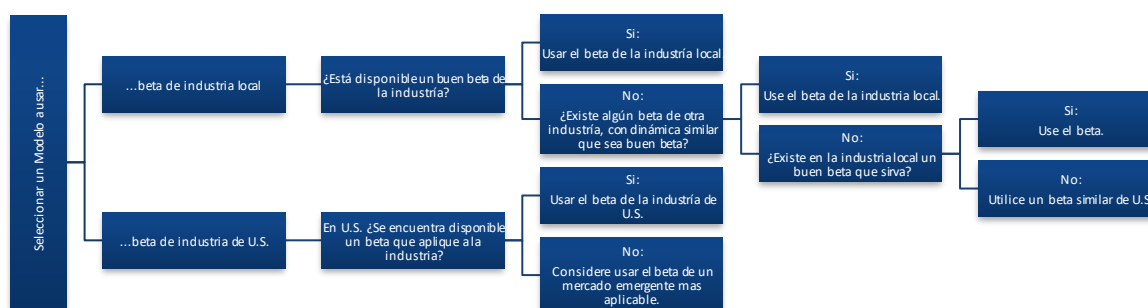 Seleccionar un Modelo a usar...
...beta de industria local
¿Está disponible un buen beta de
la industría?
Si:
Usar el beta de la industría local.
No:
¿Existe algún beta de otra
industría, con dinámica similar
que sea buen beta?
Si:
Use el beta de la industria local.
No:
¿Existe en la industria local un
buen beta que sirva?
Si:
Use el beta.
No:
Utilice un beta similar de U.S.
...beta de industria de U.S.
En U.S. ¿Se encuentra disponible
un beta que aplique a la
industria?
Si:
Usar el beta de la industría de
U.S.
No:
Considere usar el beta de un
mercado emergente mas
aplicable.